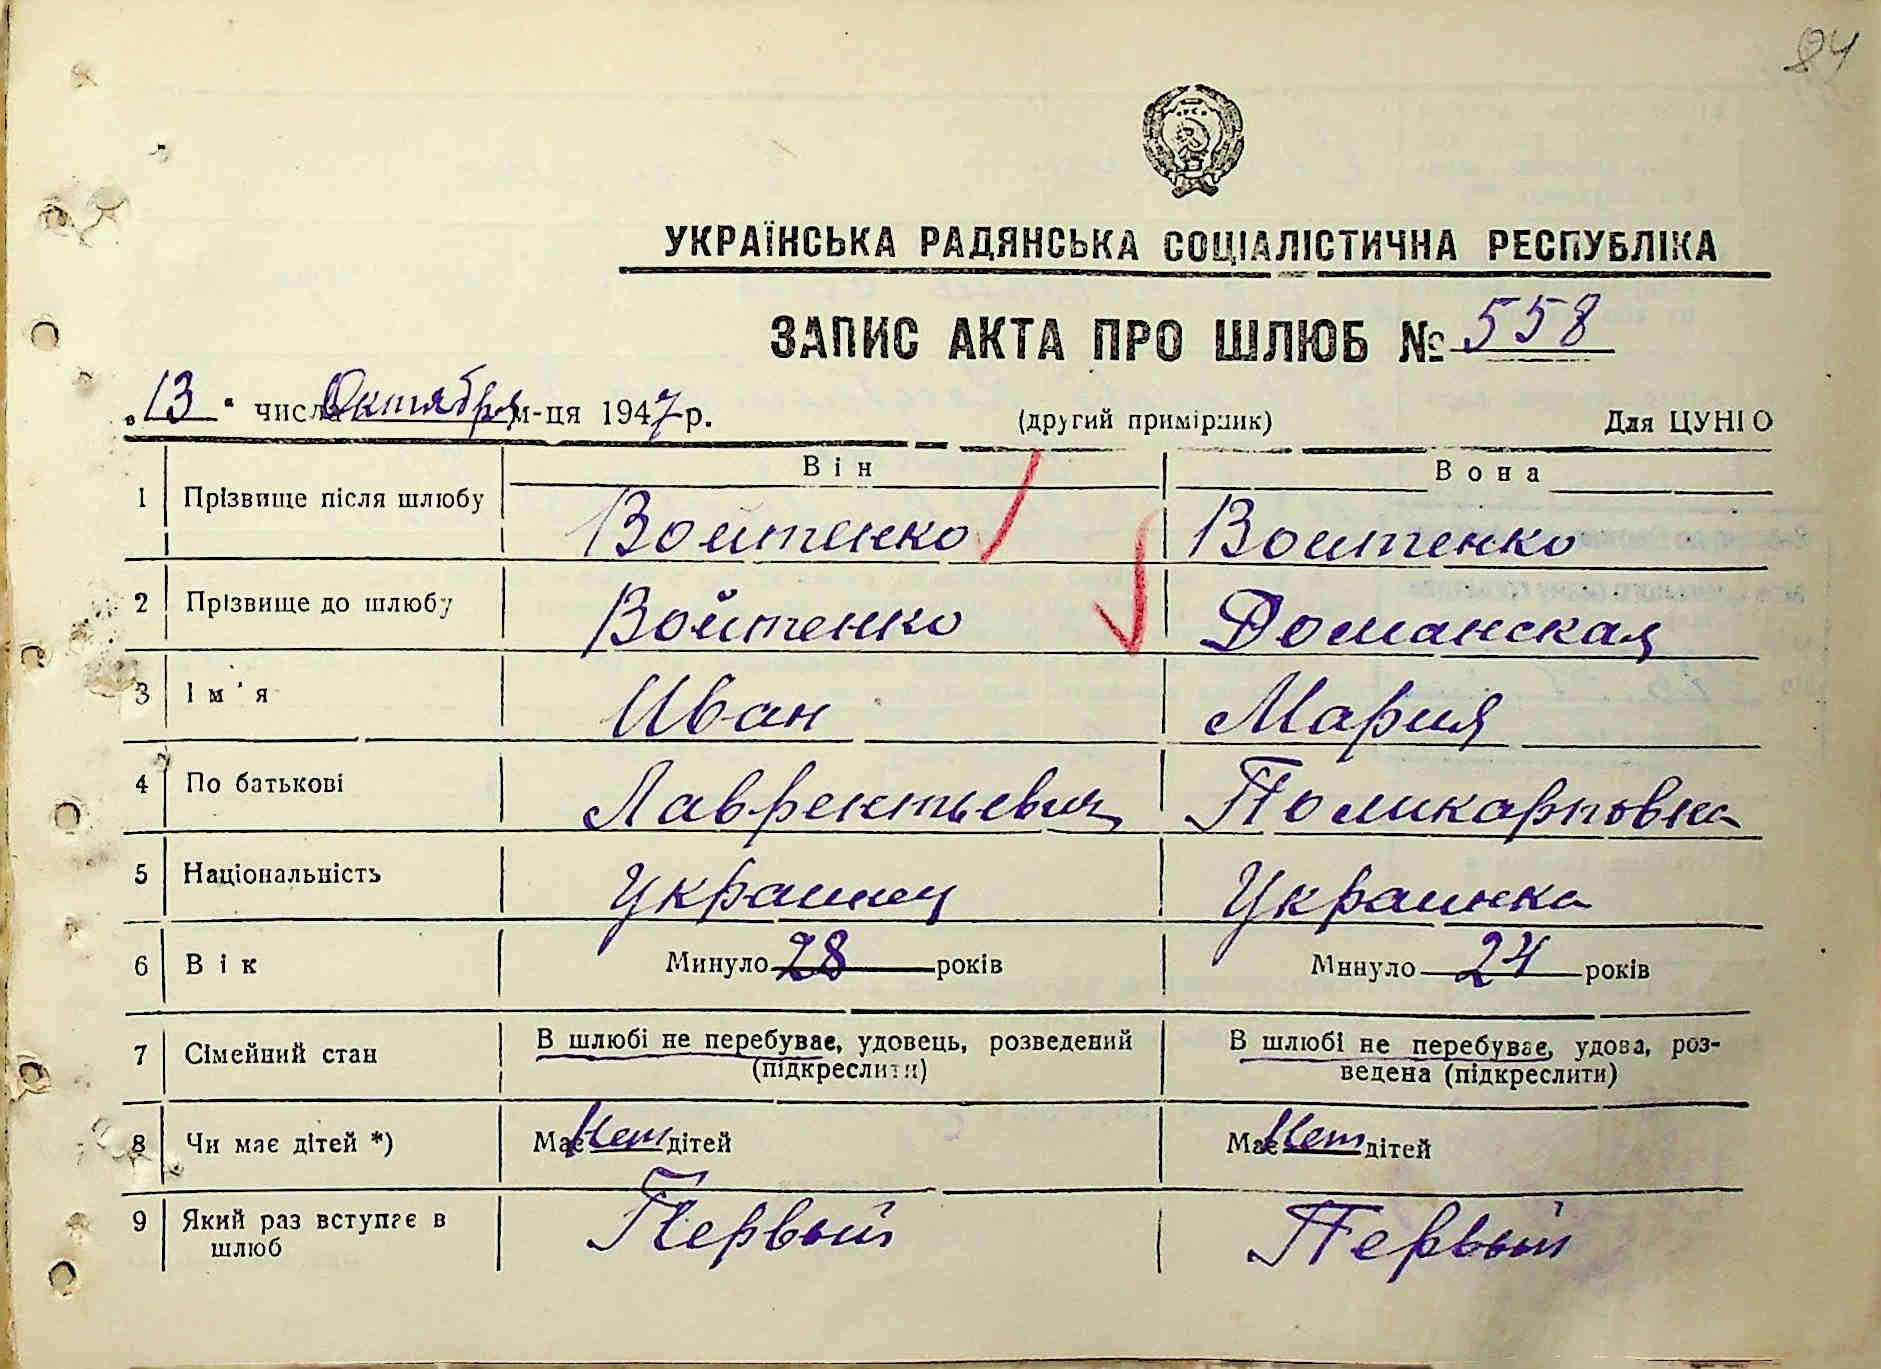 84
УКРАЇНСЬКА РАДЯНСЬКА СОЦІАЛІСТИЧНА РЕСПУБЛІКА
ЗАПИС АКТА ПРО ШЛЮБ № 558
„13“ числа Октября м-ця 1947 р. (другий примірник) Для ЦУНГО
Він Вона
1 Прізвище після шлюбу Войтенко Войтенко
2 Прізвище до шлюбу Войтенко Доманская
3 Ім'я Иван Мария
4 По батькові Лаврентьевич Поликарповна
5 Національність Украинец Украинка
6 Вік Минуло 28 років Минуло 24 років
7 Сімейний стан В шлюбі не перебуває, удовець, розведений В шлюбі не перебуває, удова, роз-
(підкреслити) ведена (підкреслити)
8 Чи має дітей *) Має Нет дітей Має Нет дітей
9 Який раз вступає в Первый Первый
шлюб